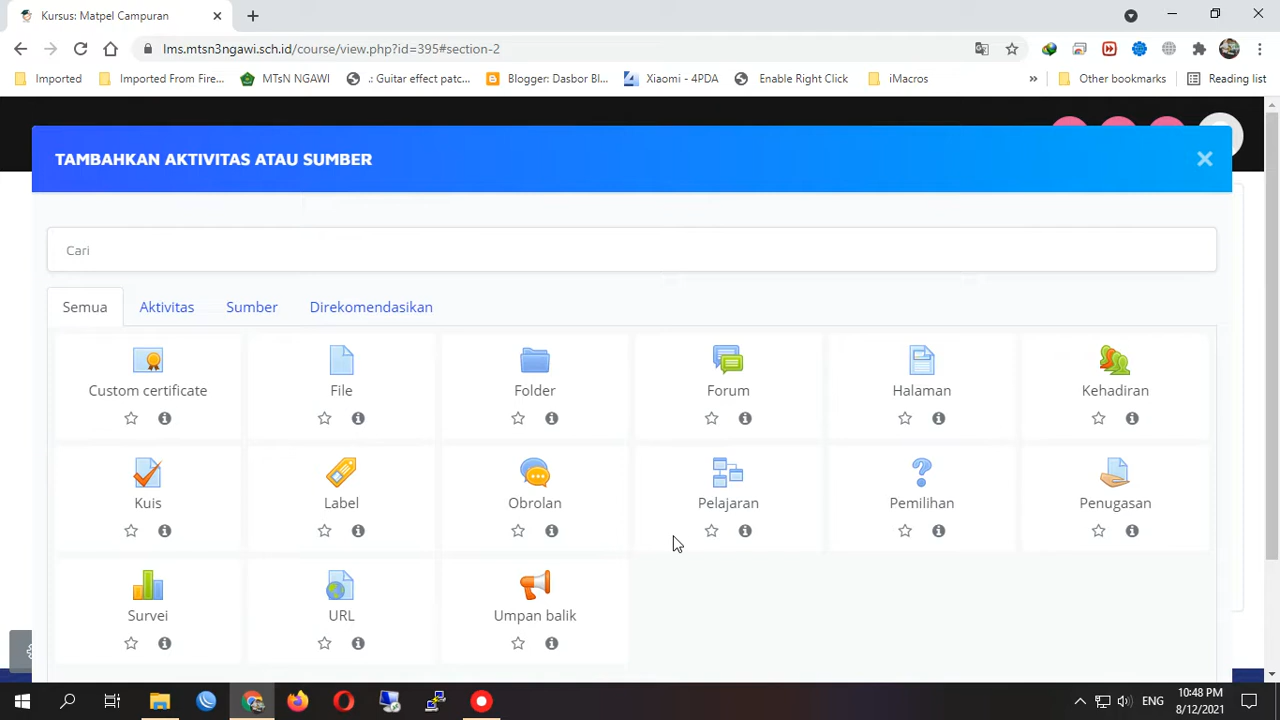 Kursus: Matpel Campuran
lms.mtsn3ngawi.sch.id/course/view.php?id=395#section-2
Imported
Imported From Fire...
MTsN NGAWI
.: Guitar effect patc...
Blogger: Dasbor Bl...
Xiaomi - 4PDA
Enable Right Click
iMacros
»
Other bookmarks
Reading list
TAMBAHKAN AKTIVITAS ATAU SUMBER
Cari
Semua
Aktivitas
Sumber
Direkomendasikan
Custom certificate
File
Folder
Forum
Halaman
Kehadiran
Kuis
Label
Obrolan
Pelajaran
Pemilihan
Penugasan
Survei
URL
Umpan balik
ENG
10:48 PM
8/12/2021